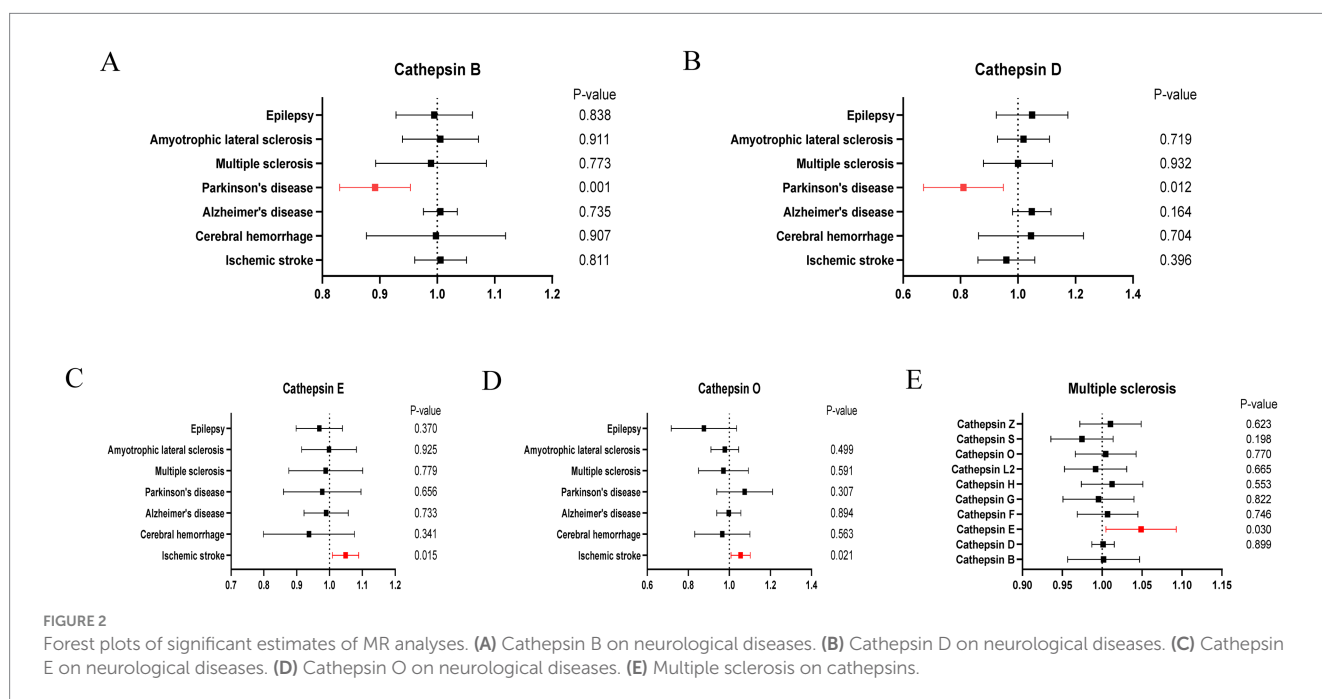 A
Cathepsin B
P-value
Epilepsy 0.838
Amyotrophic lateral sclerosis 0.911
Multiple sclerosis 0.773
Parkinson's disease 0.001
Alzheimer's disease 0.735
Cerebral hemorrhage 0.907
Ischemic stroke 0.811
0.8 0.9 1.0 1.1 1.2
B
Cathepsin D
P-value
Epilepsy
Amyotrophic lateral sclerosis 0.719
Multiple sclerosis 0.932
Parkinson's disease 0.012
Alzheimer's disease 0.164
Cerebral hemorrhage 0.704
Ischemic stroke 0.396
0.6 0.8 1.0 1.2 1.4
C
Cathepsin E
P-value
Epilepsy 0.370
Amyotrophic lateral sclerosis 0.925
Multiple sclerosis 0.779
Parkinson's disease 0.656
Alzheimer's disease 0.733
Cerebral hemorrhage 0.341
Ischemic stroke 0.015
0.7 0.8 0.9 1.0 1.1 1.2
D
Cathepsin O
P-value
Epilepsy
Amyotrophic lateral sclerosis 0.499
Multiple sclerosis 0.591
Parkinson's disease 0.307
Alzheimer's disease 0.894
Cerebral hemorrhage 0.563
Ischemic stroke 0.021
0.6 0.8 1.0 1.2 1.4
E
Multiple sclerosis
P-value
Cathepsin Z 0.623
Cathepsin S 0.198
Cathepsin O 0.770
Cathepsin L2 0.665
Cathepsin H 0.553
Cathepsin G 0.822
Cathepsin F 0.746
Cathepsin E 0.030
Cathepsin D 0.899
Cathepsin B
0.90 0.95 1.00 1.05 1.10 1.15
FIGURE 2
Forest plots of significant estimates of MR analyses. (A) Cathepsin B on neurological diseases. (B) Cathepsin D on neurological diseases. (C) Cathepsin
E on neurological diseases. (D) Cathepsin O on neurological diseases. (E) Multiple sclerosis on cathepsins.